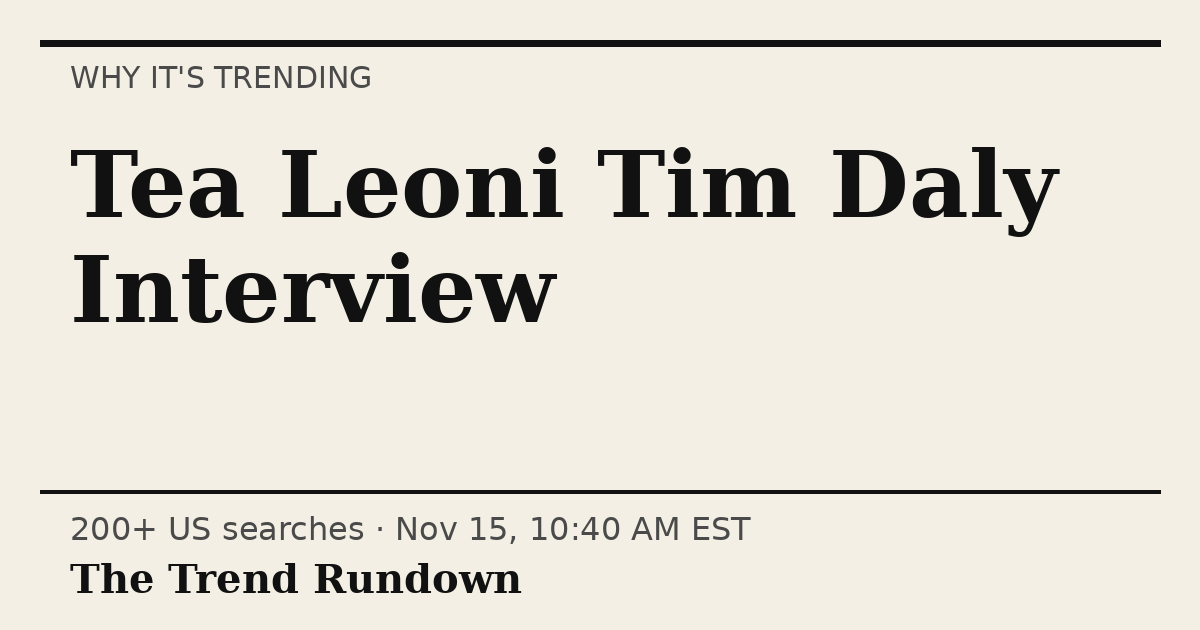 WHY IT'S TRENDING
Tea Leoni Tim Daly
Interview
200+ US searches · Nov 15, 10:40 AM EST
The Trend Rundown